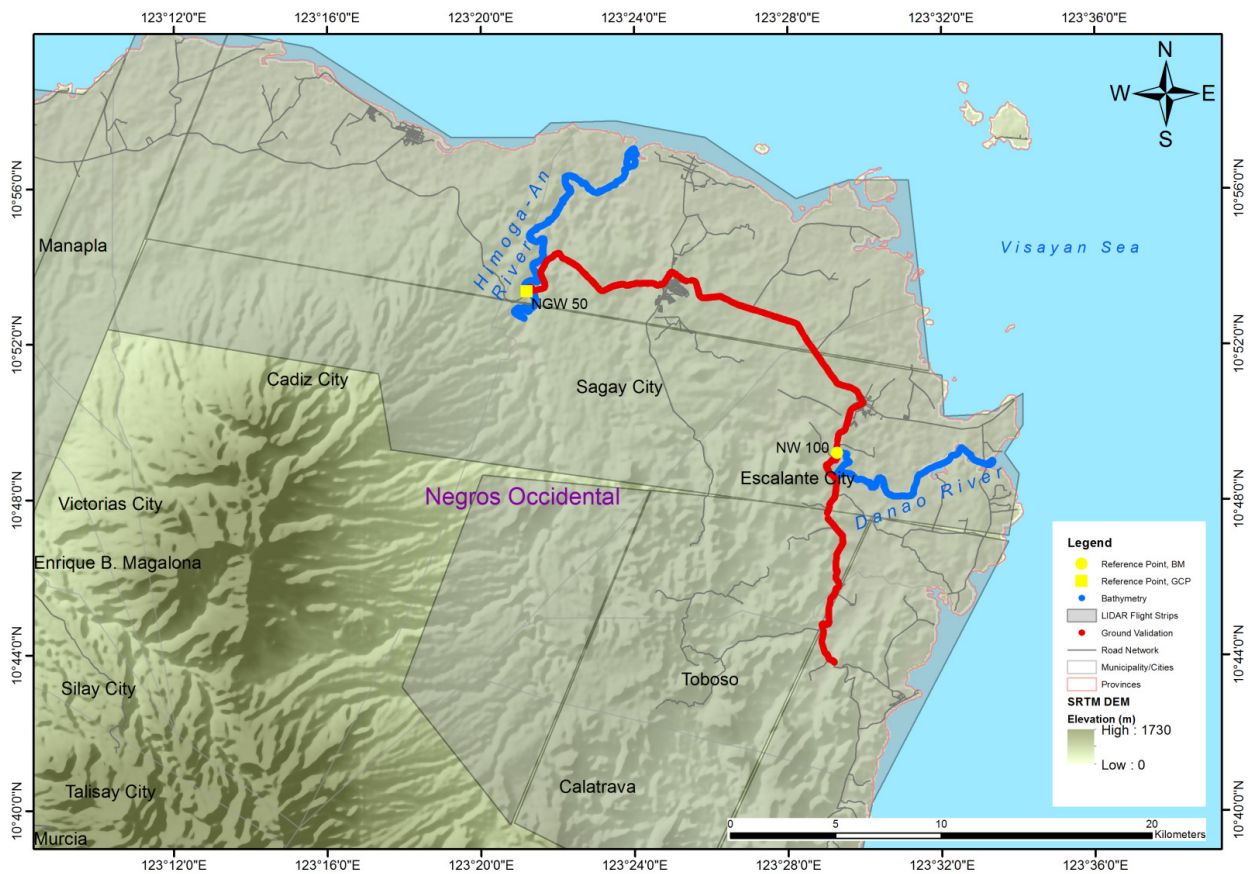 123°12'0"E 123°16'0"E 123°20'0"E 123°24'0"E 123°28'0"E 123°32'0"E 123°36'0"E
N
W E
S
10°56'0"N
10°56'0"N
Himoga-An
River
Manapla
Visayan Sea
NGW 50
10°52'0"N
10°52'0"N
Cadiz City
Sagay City
NW 100
Escalante City
Negros Occidental
Victorias City
10°48'0"N
10°48'0"N
Danao River
Enrique B. Magalona
Legend
Reference Point, BM
Reference Point, GCP
Bathymetry
LIDAR Flight Strips
Ground Validation
Road Network
Municipality/Cities
Provinces
SRTM DEM
Elevation (m)
High : 1730
Low : 0
10°44'0"N
10°44'0"N
Toboso
Silay City
Calatrava
Talisay City
10°40'0"N
10°40'0"N
Murcia
0 5 10 20
Kilometers
123°12'0"E 123°16'0"E 123°20'0"E 123°24'0"E 123°28'0"E 123°32'0"E 123°36'0"E